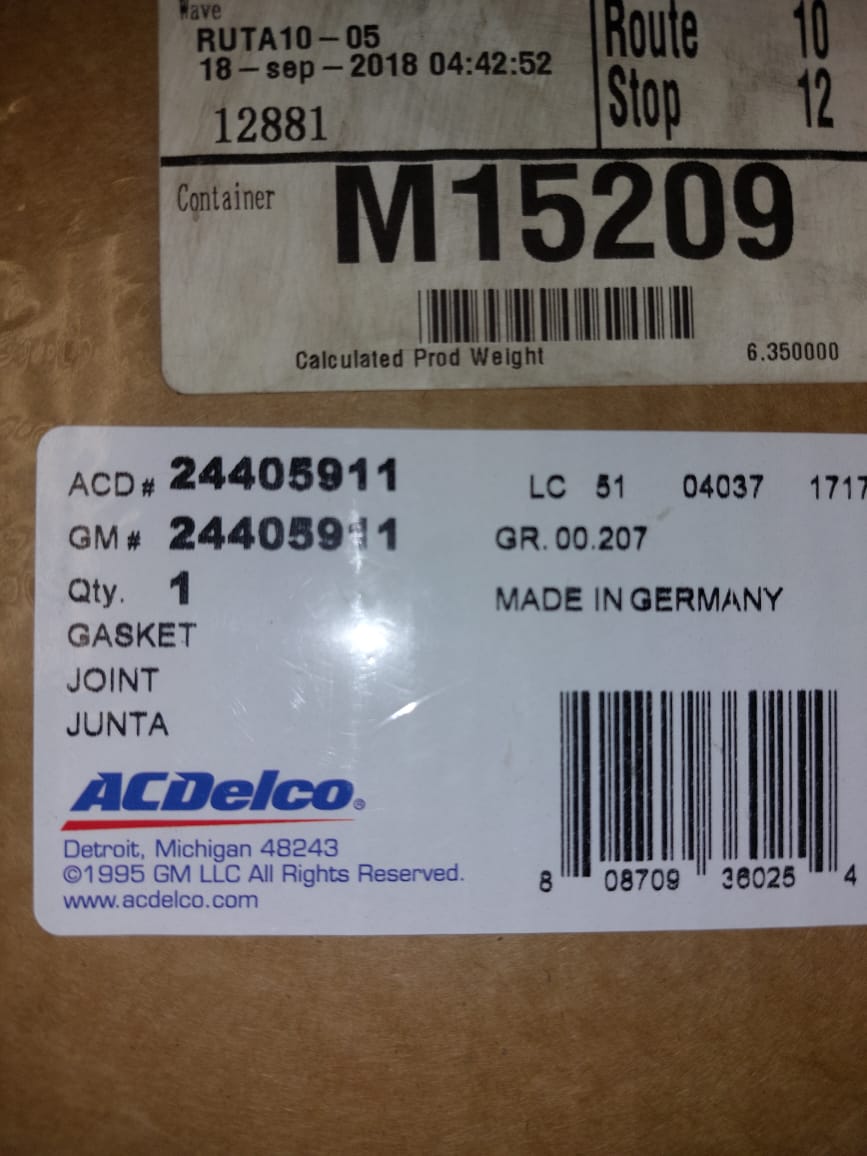 Wave
RUTA10-05
18-sep-2018 04:42:52
12881
Route 10
Stop 12
Container M15209
Calculated Prod Weight 6.350000
ACD# 24405911 LC 51 04037 1717
GM# 24405911 GR. 00.207
Qty. 1 MADE IN GERMANY
GASKET
JOINT
JUNTA
ACDelco®
Detroit, Michigan 48243
©1995 GM LLC All Rights Reserved.
www.acdelco.com
8 08709 36025 4